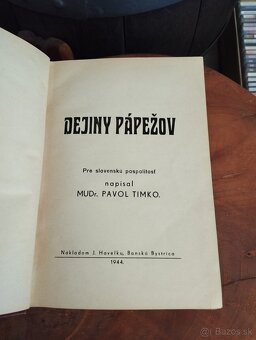 DEJINY PÁPEŽOV
Pre slovenskú pospolitosť
napísal
MUDr. PAVOL TIMKO.
Nákladom J. Havelku, Banská Bystrica
1944.
© Bazos.sk